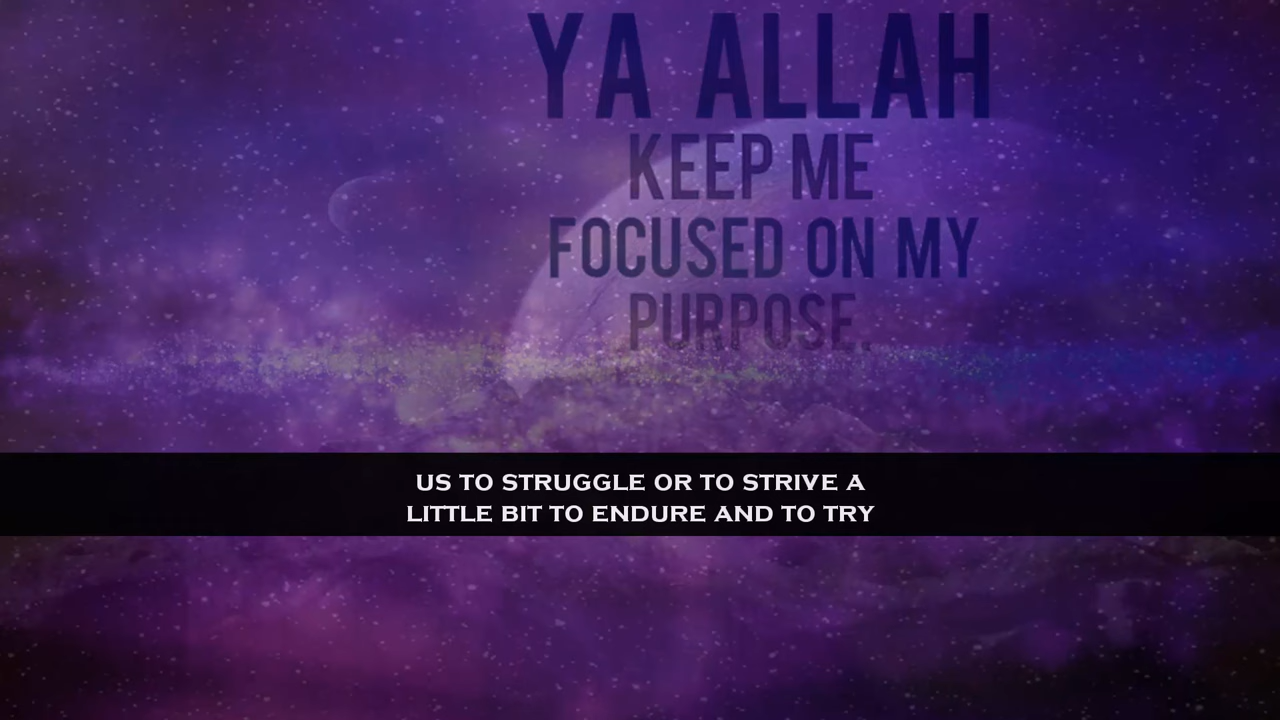 YA ALLAH
KEEP ME
FOCUSED ON MY
PURPOSE.
US TO STRUGGLE OR TO STRIVE A
LITTLE BIT TO ENDURE AND TO TRY